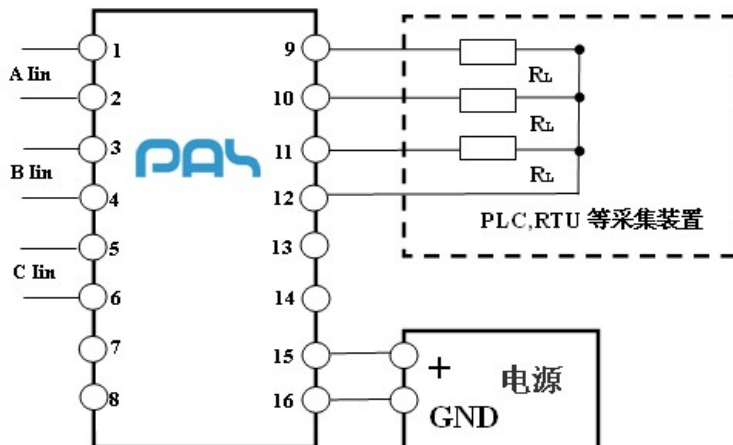 1
A Iin
2
3
B Iin
4
5
C Iin
6
7
8
PAS
9
RL
10
RL
11
RL
12
PLC,RTU 等采集装置
13
14
15
+
电源
16
GND